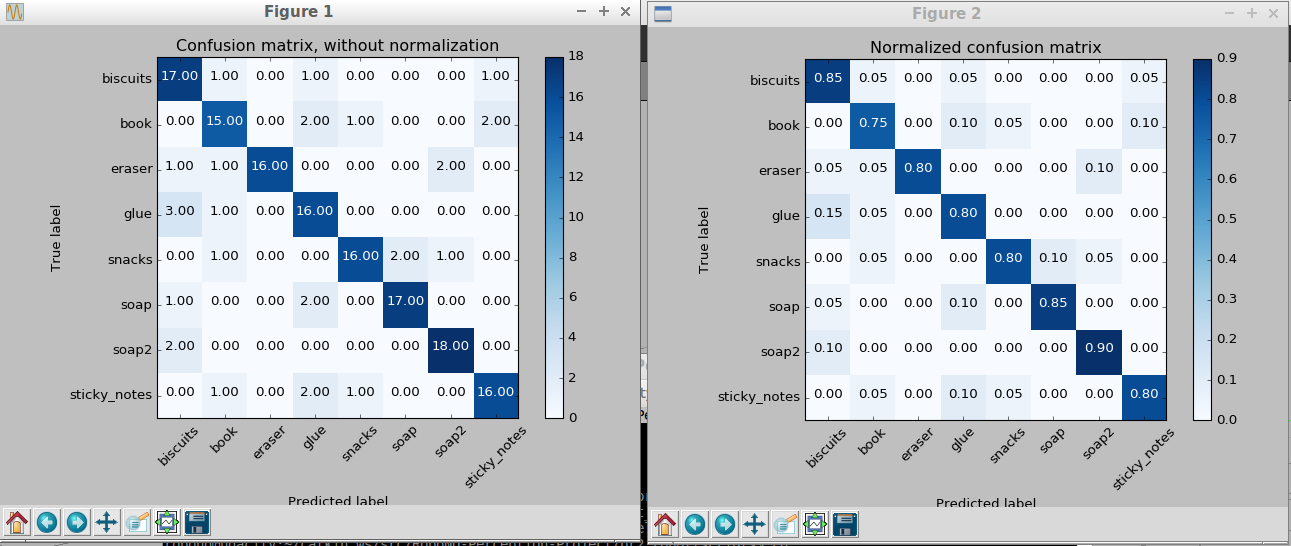 Figure 1
Confusion matrix, without normalization
biscuits 17.00 1.00 0.00 1.00 0.00 0.00 0.00 1.00
book 0.00 15.00 0.00 2.00 1.00 0.00 0.00 2.00
eraser 1.00 1.00 16.00 0.00 0.00 0.00 2.00 0.00
glue 3.00 1.00 0.00 16.00 0.00 0.00 0.00 0.00
snacks 0.00 1.00 0.00 0.00 16.00 2.00 1.00 0.00
soap 1.00 0.00 0.00 2.00 0.00 17.00 0.00 0.00
soap2 2.00 0.00 0.00 0.00 0.00 0.00 18.00 0.00
sticky_notes 0.00 1.00 0.00 2.00 1.00 0.00 0.00 16.00
True label
biscuits book eraser glue snacks soap soap2 sticky_notes
Predicted label
18
16
14
12
10
8
6
4
2
0
Figure 2
Normalized confusion matrix
biscuits 0.85 0.05 0.00 0.05 0.00 0.00 0.00 0.05
book 0.00 0.75 0.00 0.10 0.05 0.00 0.00 0.10
eraser 0.05 0.05 0.80 0.00 0.00 0.00 0.10 0.00
glue 0.15 0.05 0.00 0.80 0.00 0.00 0.00 0.00
snacks 0.00 0.05 0.00 0.00 0.80 0.10 0.05 0.00
soap 0.05 0.00 0.00 0.10 0.00 0.85 0.00 0.00
soap2 0.10 0.00 0.00 0.00 0.00 0.00 0.90 0.00
sticky_notes 0.00 0.05 0.00 0.10 0.05 0.00 0.00 0.80
True label
biscuits book eraser glue snacks soap soap2 sticky_notes
Predicted label
0.9
0.8
0.7
0.6
0.5
0.4
0.3
0.2
0.1
0.0